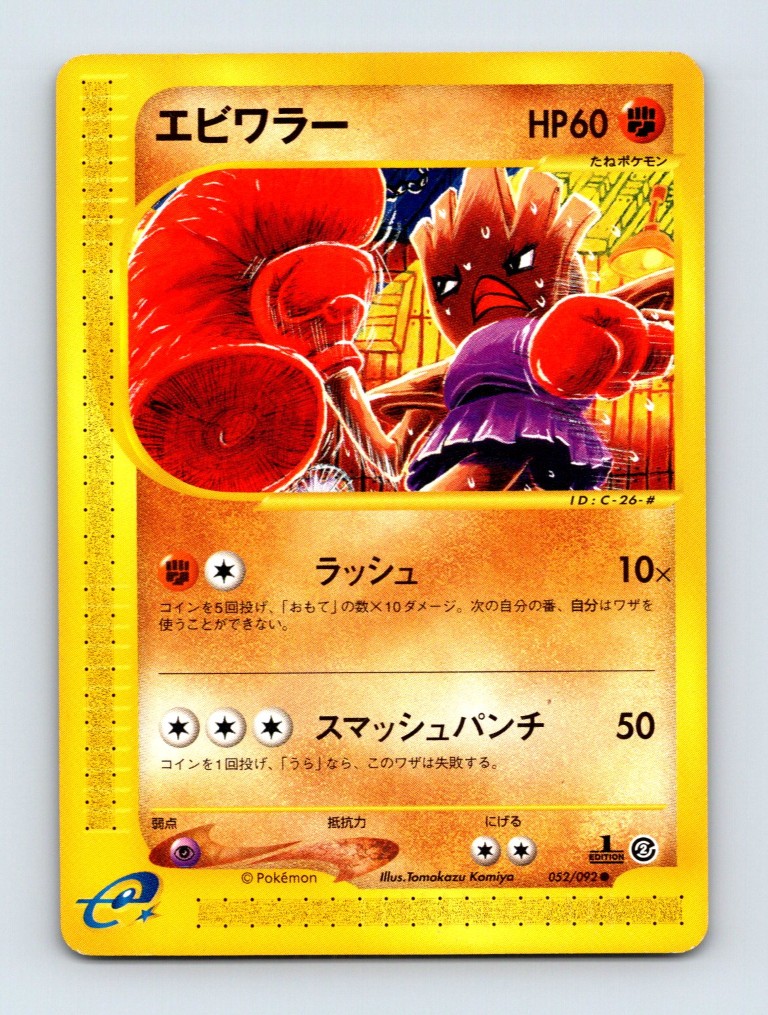 エビワラー
HP60
たねポケモン
ID:C-26-#
ラッシュ 10×
コインを5回投げ、「おもて」の数×10ダメージ。次の自分の番、自分はワザを
使うことができない。
スマッシュパンチ 50
コインを1回投げ、「うら」なら、このワザは失敗する。
弱点 抵抗力 にげる
1
EDITION
2
©Pokémon Illus.Tomokazu Komiya 052/092●
e